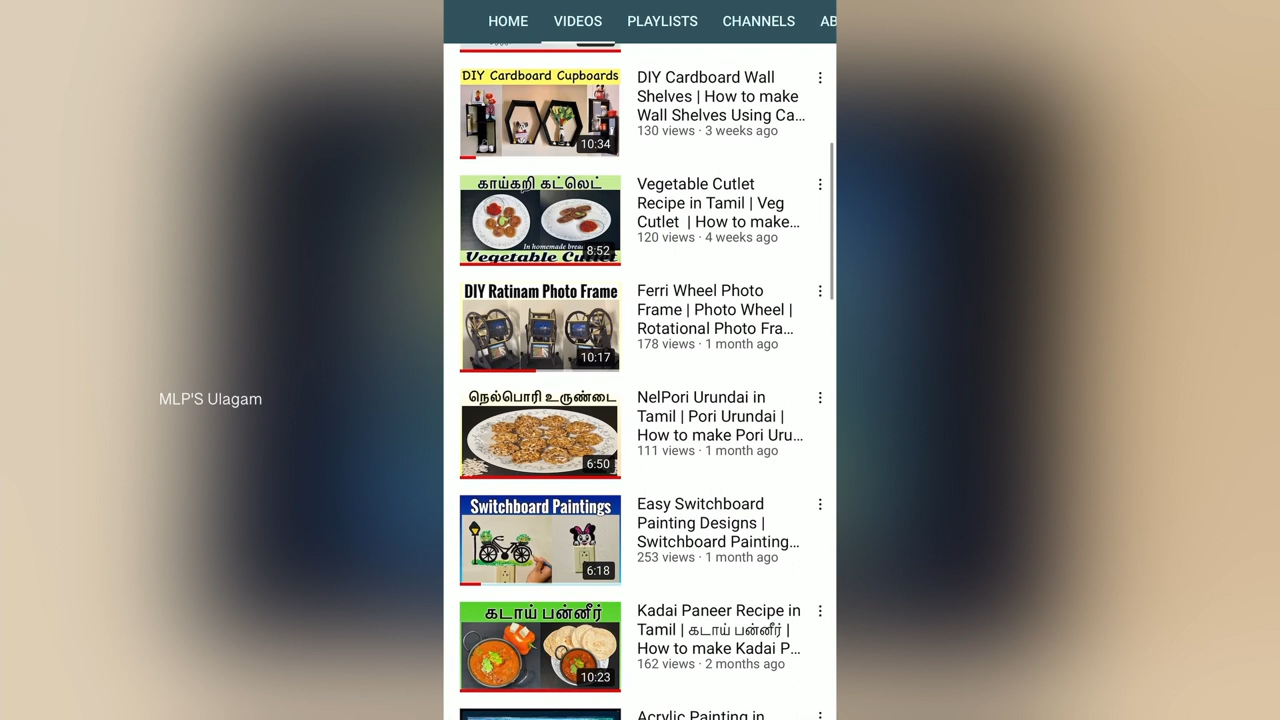 HOME VIDEOS PLAYLISTS CHANNELS AB
DIY Cardboard Cupboards
10:34
DIY Cardboard Wall
Shelves | How to make
Wall Shelves Using Ca...
130 views · 3 weeks ago
காய்கறி கட்லெட்
In homemade brea
8:52
Vegetable Cutlet
Vegetable Cutlet
Recipe in Tamil | Veg
Cutlet | How to make...
120 views · 4 weeks ago
DIY Ratinam Photo Frame
10:17
Ferri Wheel Photo
Frame | Photo Wheel |
Rotational Photo Fra...
178 views · 1 month ago
MLP'S Ulagam
நெல்பொரி உருண்டை
6:50
NelPori Urundai in
Tamil | Pori Urundai |
How to make Pori Uru...
111 views · 1 month ago
Switchboard Paintings
6:18
Easy Switchboard
Painting Designs |
Switchboard Painting...
253 views · 1 month ago
கடாய் பன்னீர்
10:23
Kadai Paneer Recipe in
Tamil | கடாய் பன்னீர் |
How to make Kadai P...
162 views · 2 months ago
Acrylic Painting in